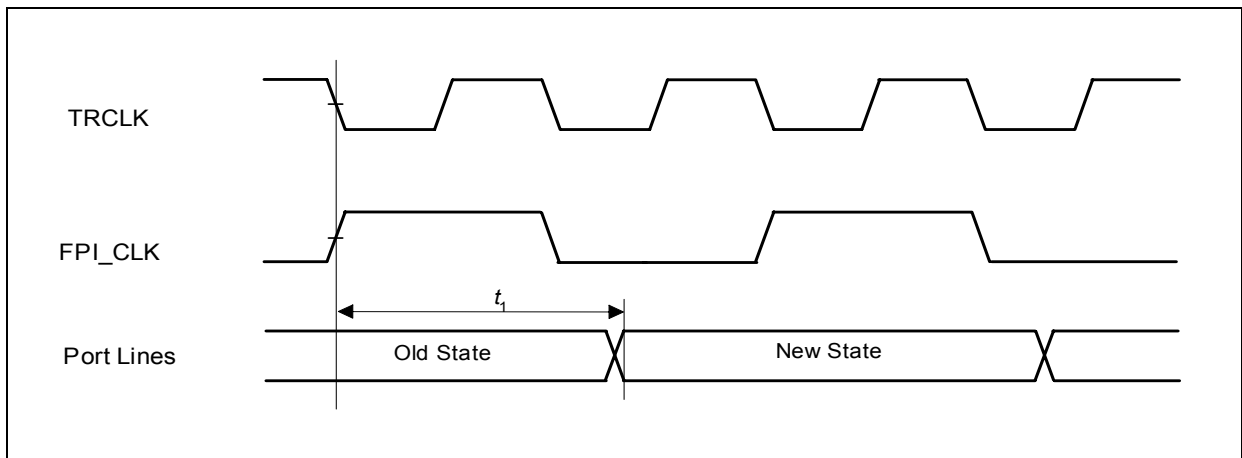 TRCLK
FPI_CLK
t1
Port Lines
Old State
New State